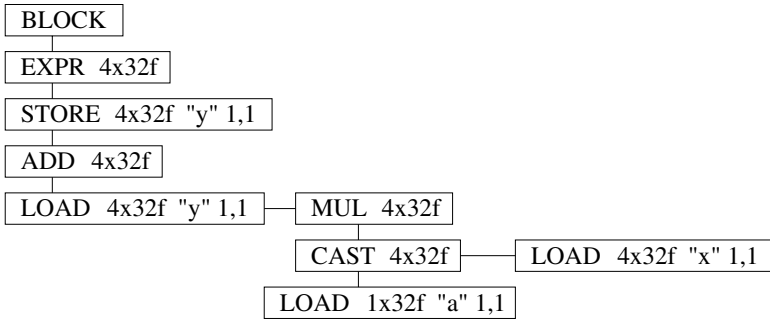 BLOCK
EXPR 4x32f
STORE 4x32f "y" 1,1
ADD 4x32f
LOAD 4x32f "y" 1,1
MUL 4x32f
CAST 4x32f
LOAD 4x32f "x" 1,1
LOAD 1x32f "a" 1,1